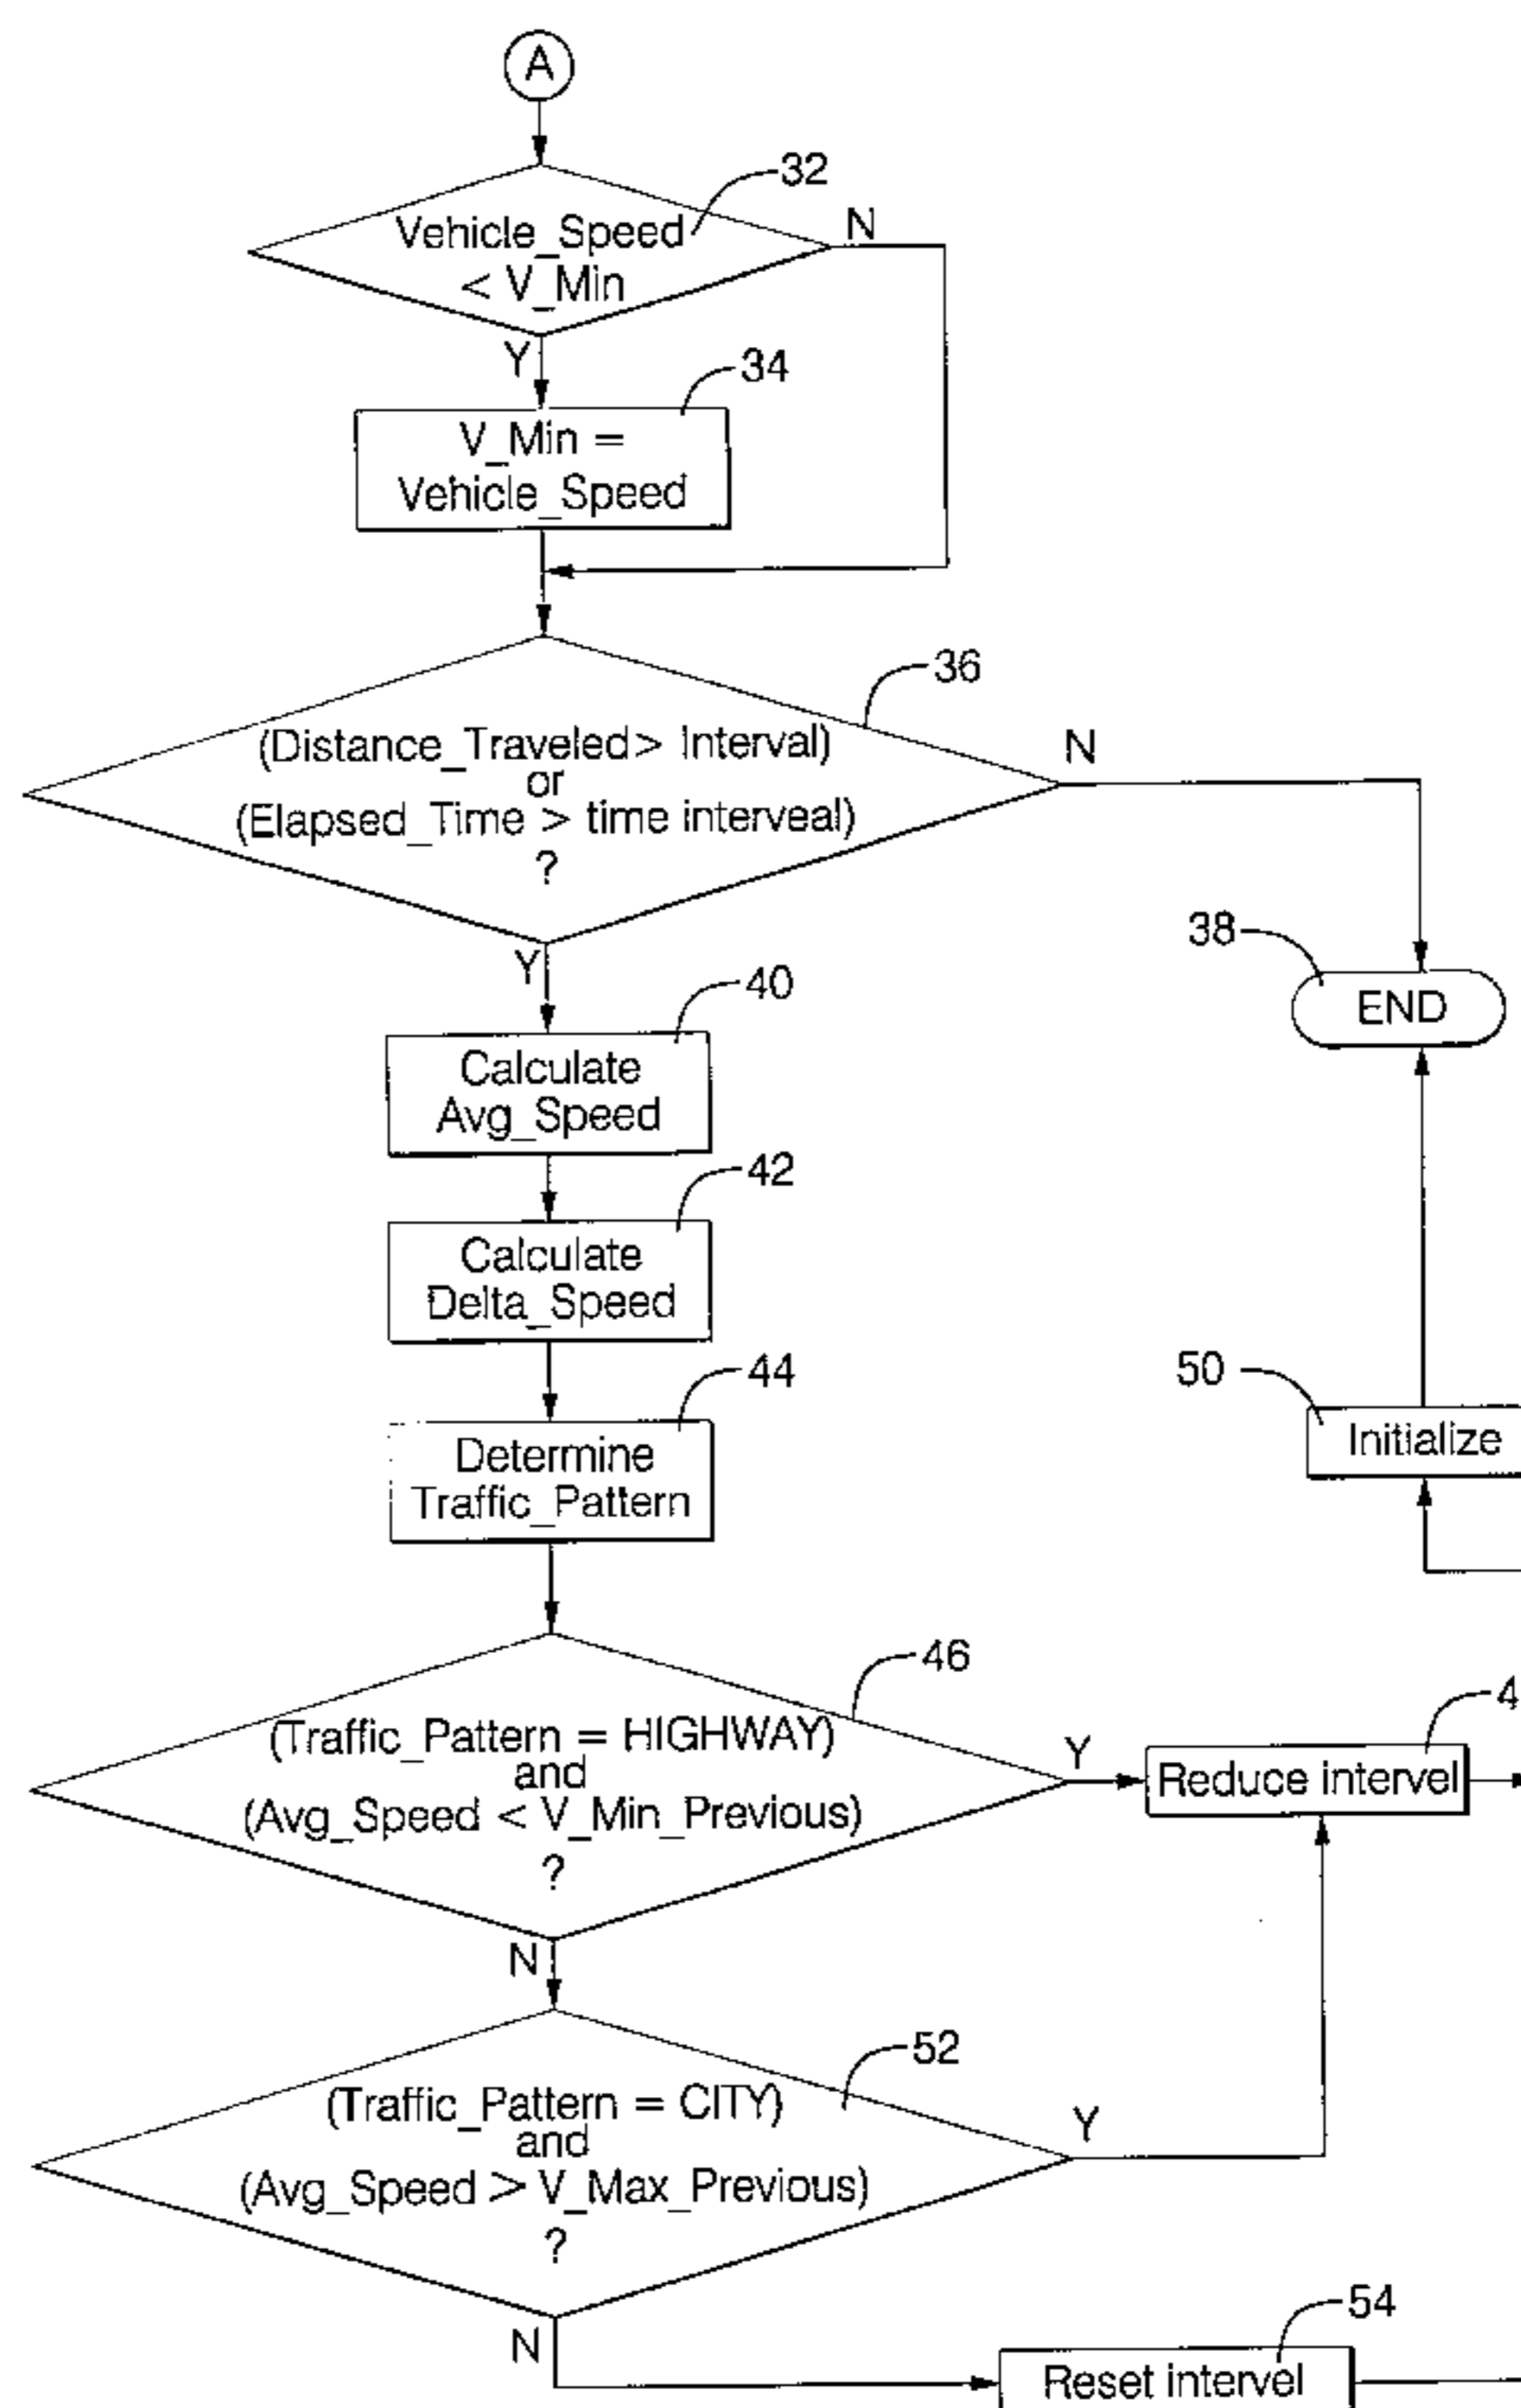 A
32
Vehicle_Speed
< V_Min
N
Y
34
V_Min =
Vehicle_Speed
36
(Distance_Traveled> Interval)
or
(Elapsed_Time > time interveal)
?
N
Y
38
END
40
Calculate
Avg_Speed
42
Calculate
Delta_Speed
44
Determine
Traffic_Pattern
50
Initialize
46
(Traffic_Pattern = HIGHWAY)
and
(Avg_Speed < V_Min_Previous)
?
Y
4
Reduce intervel
N
52
(Traffic_Pattern = CITY)
and
(Avg_Speed > V_Max_Previous)
?
Y
N
54
Reset intervel